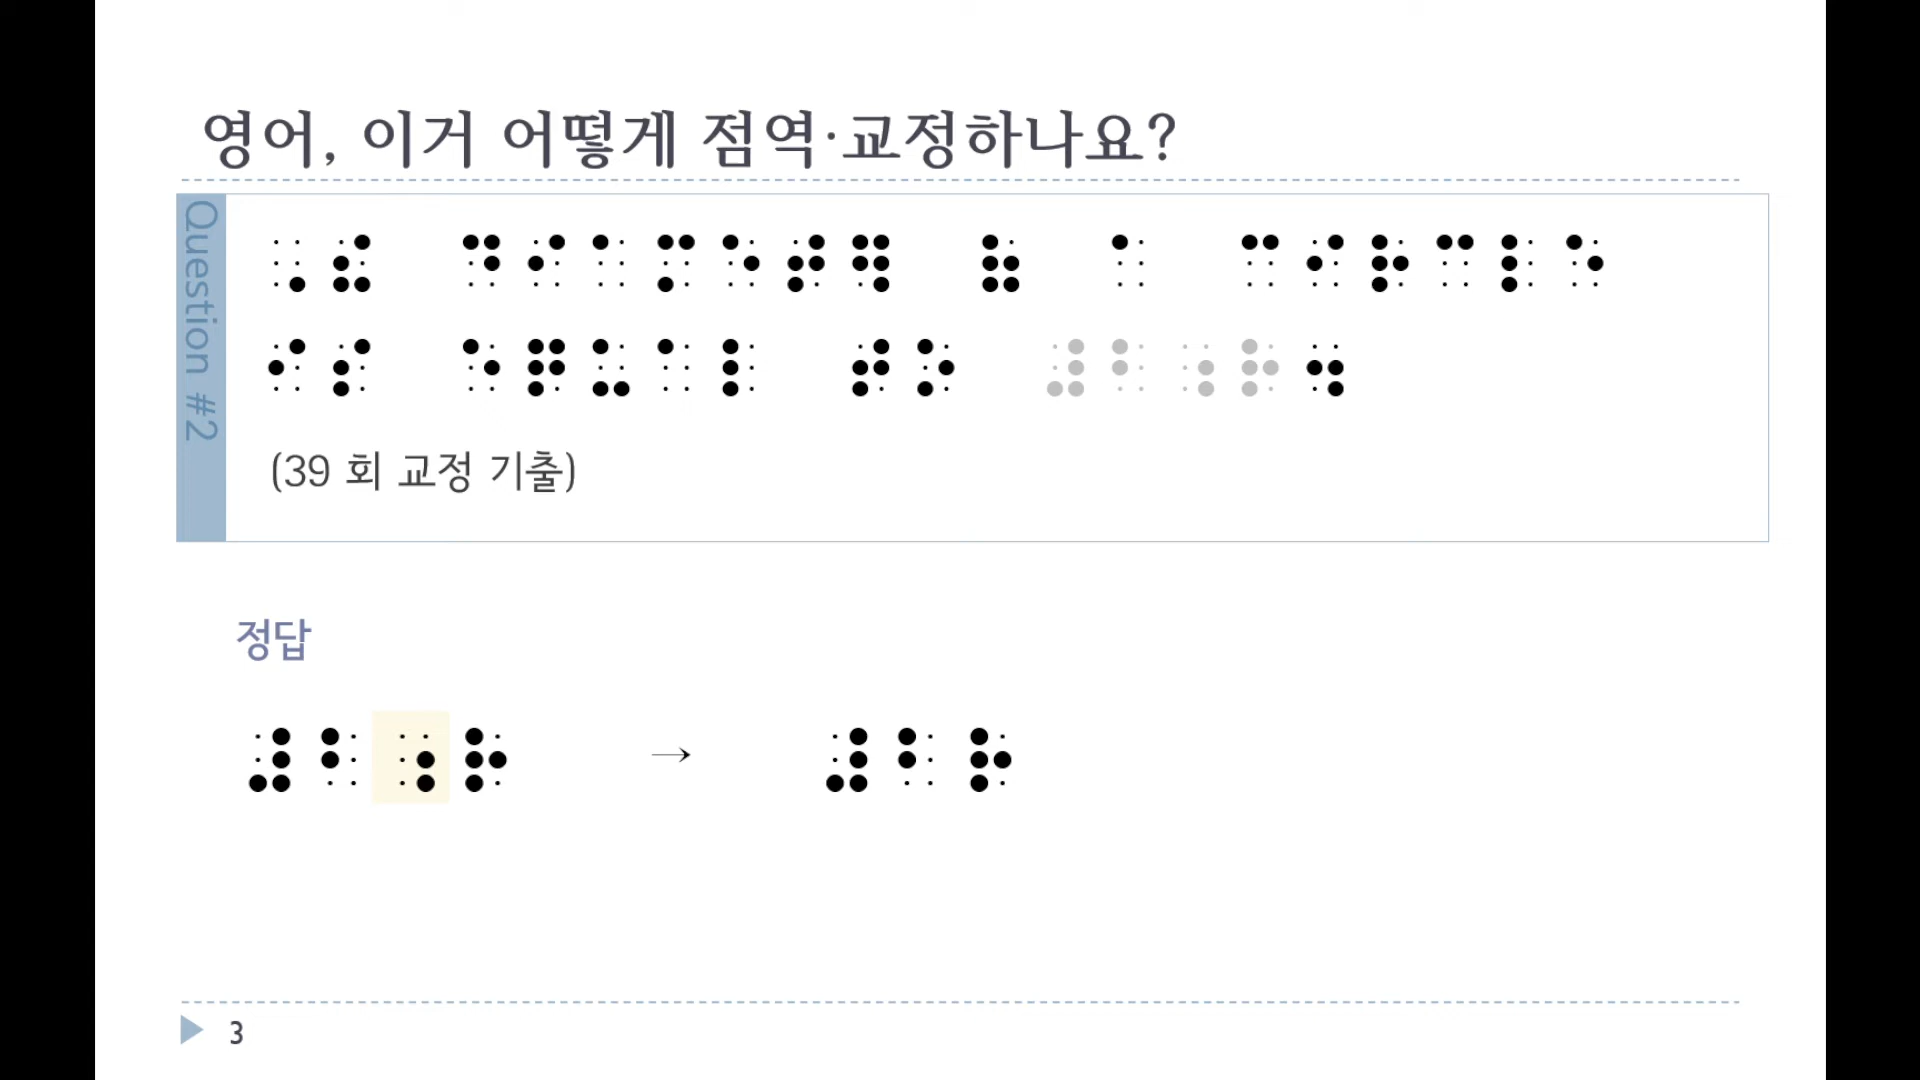 영어, 이거 어떻게 점역·교정하나요?
Question #2
⠠⠮ ⠙⠊⠁⠍⠑⠞⠻ ⠷ ⠁ ⠉⠊⠗⠉⠇⠑
⠊⠎ ⠑⠟⠥⠁⠇ ⠞⠕ ⠼⠃⠰⠗⠲
(39 회 교정 기출)
정답
⠼⠃⠰⠗ → ⠼⠃⠗
3